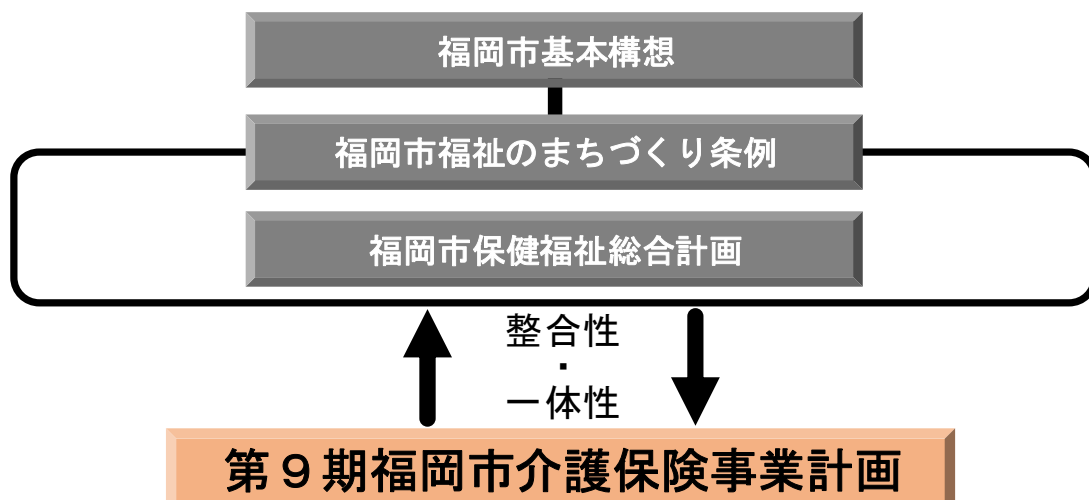 福岡市基本構想
福岡市福祉のまちづくり条例
福岡市保健福祉総合計画
整合性
・
一体性
第９期福岡市介護保険事業計画